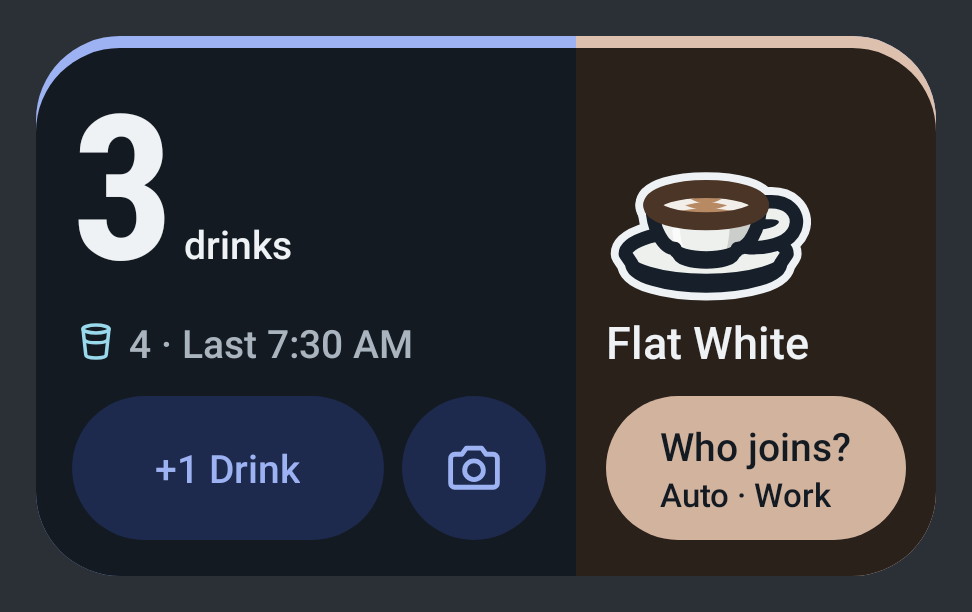 3 drinks
4 · Last 7:30 AM
+1 Drink
Flat White
Who joins?
Auto · Work